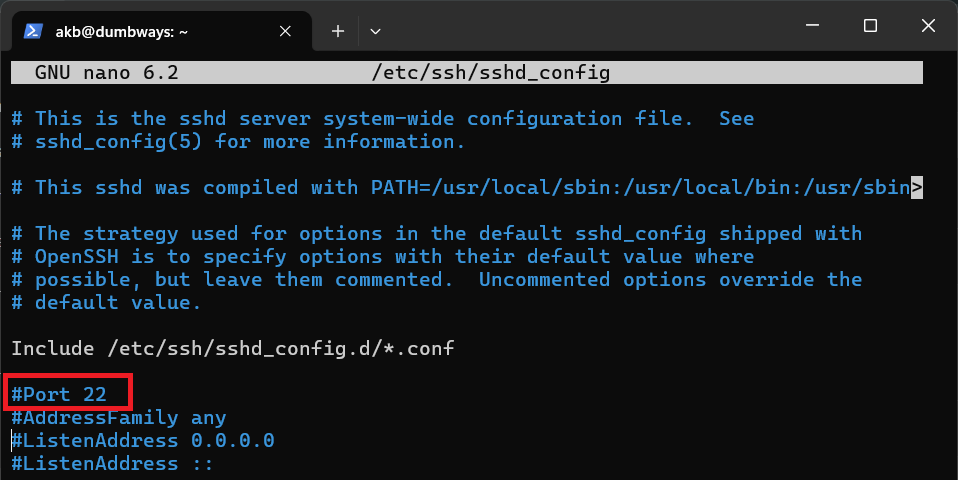 akb@dumbways: ~
GNU nano 6.2 /etc/ssh/sshd_config
# This is the sshd server system-wide configuration file.  See
# sshd_config(5) for more information.
# This sshd was compiled with PATH=/usr/local/sbin:/usr/local/bin:/usr/sbin>
# The strategy used for options in the default sshd_config shipped with
# OpenSSH is to specify options with their default value where
# possible, but leave them commented.  Uncommented options override the
# default value.
Include /etc/ssh/sshd_config.d/*.conf
#Port 22
#AddressFamily any
#ListenAddress 0.0.0.0
#ListenAddress ::